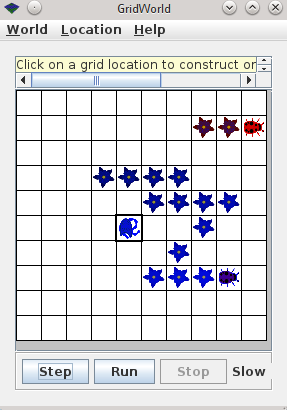 GridWorld
World Location Help
Click on a grid location to construct or
Step Run Stop Slow